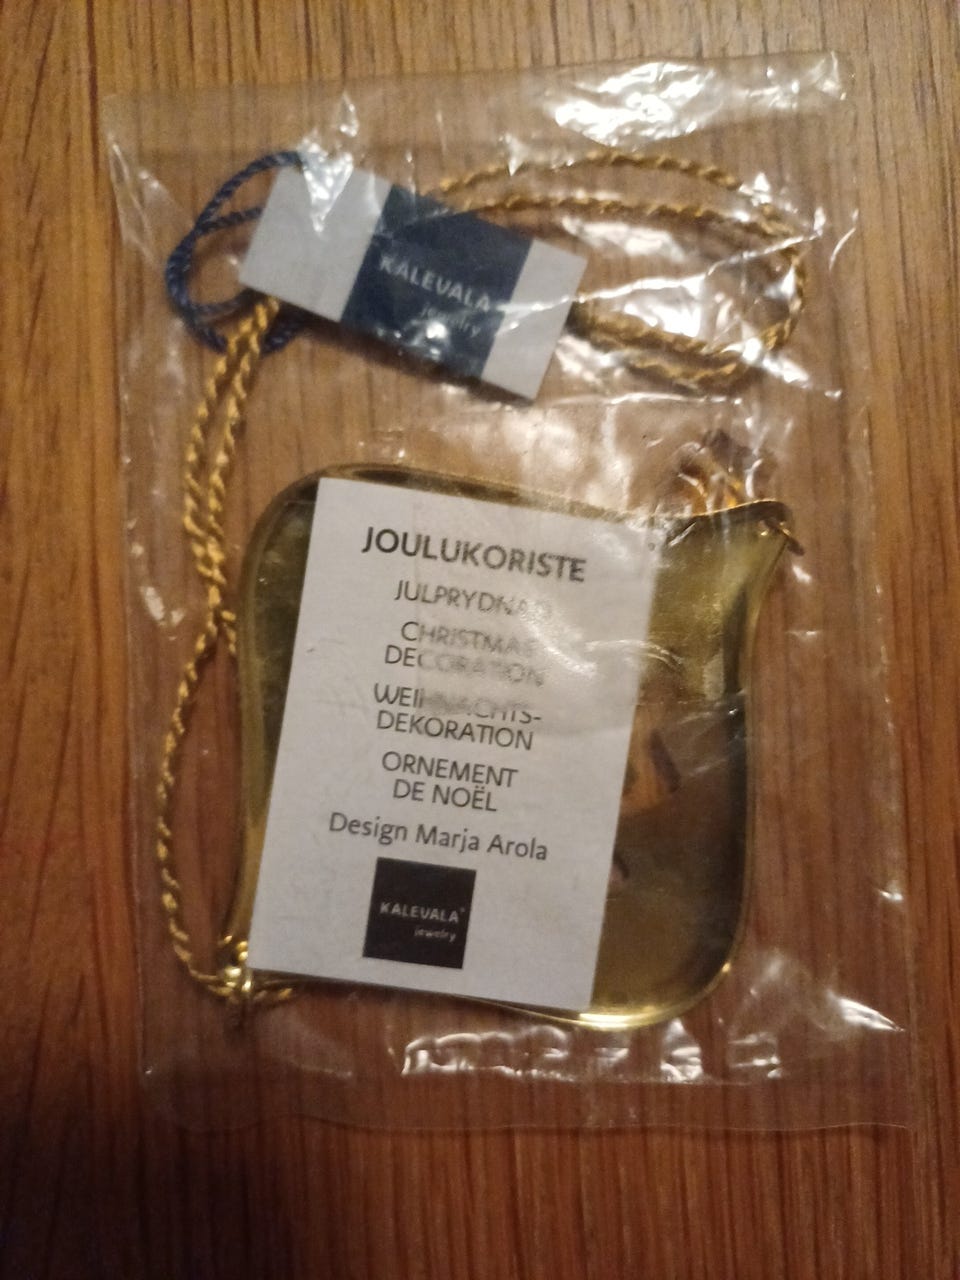 KALEVALA
jewelry
JOULUKORISTE
JULPRYDNAD
CHRISTMAS
DECORATION
WEIHNACHTS-
DEKORATION
ORNEMENT
DE NOËL
Design Marja Arola
KALEVALA®
jewelry